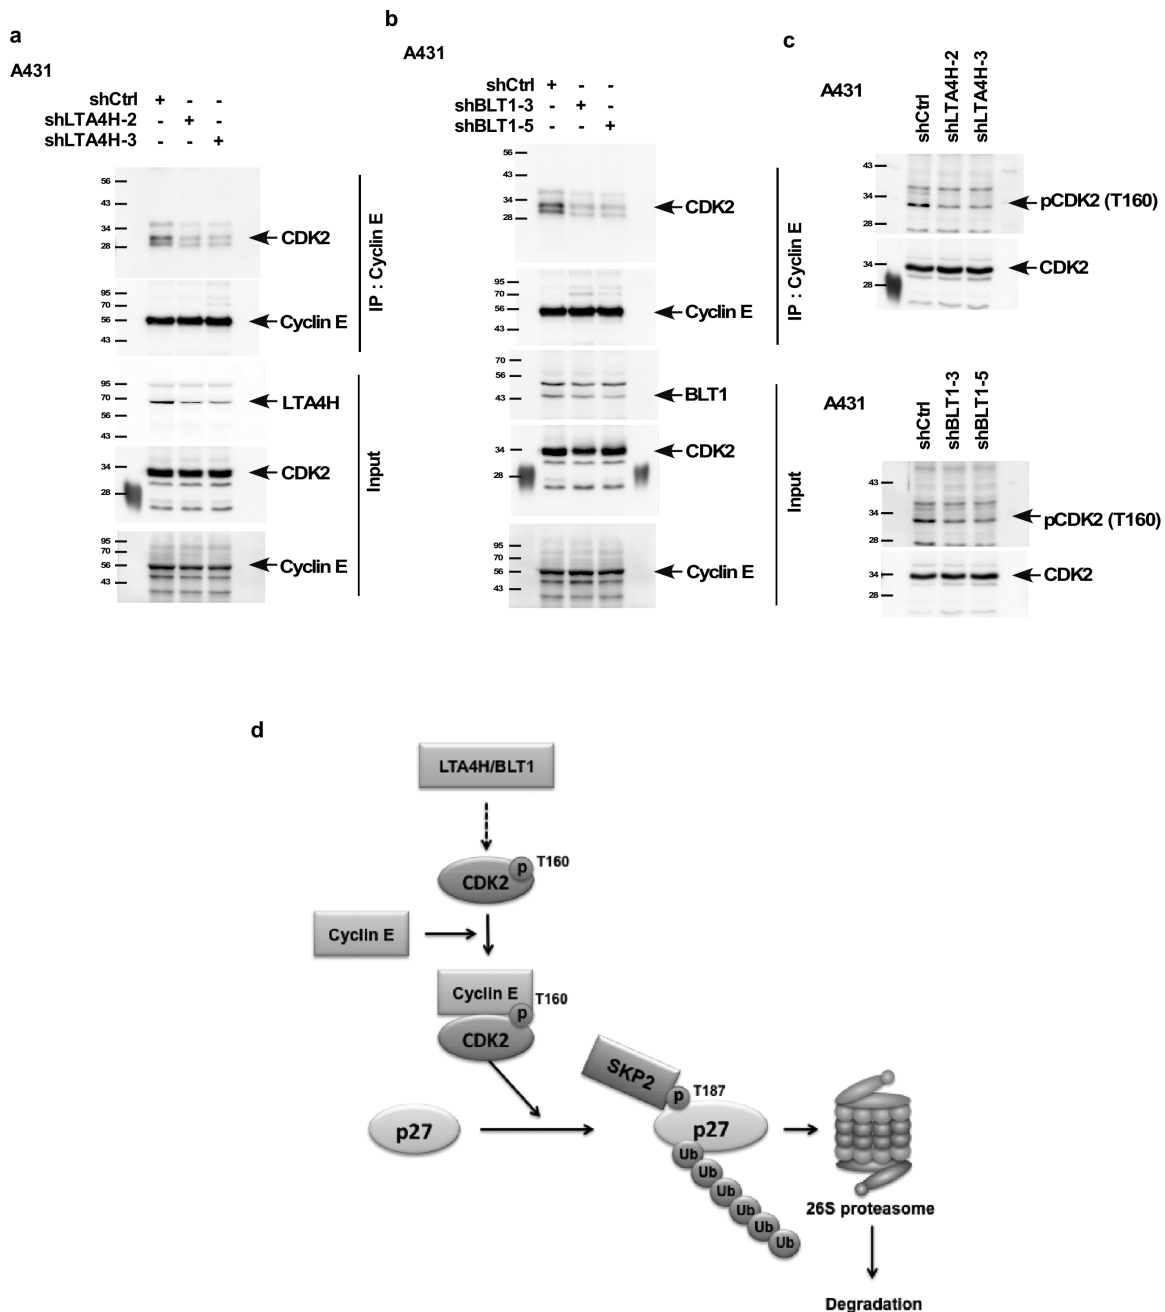 a
A431
shCtrl + - -
shLTA4H-2 - + -
shLTA4H-3 - - +
56
34
28
CDK2
95
70
56
43
Cyclin E
IP : Cyclin E
95
70
56
43
LTA4H
34
28
CDK2
95
70
56
43
Cyclin E
Input
b
A431
shCtrl + - -
shBLT1-3 - + -
shBLT1-5 - - +
56
43
34
28
CDK2
95
70
56
43
Cyclin E
IP : Cyclin E
70
56
43
BLT1
34
28
CDK2
95
70
56
43
Cyclin E
Input
c
A431
shCtrl
shLTA4H-2
shLTA4H-3
43
34
28
pCDK2 (T160)
34
28
CDK2
A431
shCtrl
shBLT1-3
shBLT1-5
43
34
28
pCDK2 (T160)
34
28
CDK2
d
LTA4H/BLT1
p
T160
CDK2
Cyclin E
Cyclin E
T160
p
CDK2
SKP2
p
T187
p27
p27
Ub
Ub
Ub
Ub
Ub
Ub
26S proteasome
Degradation